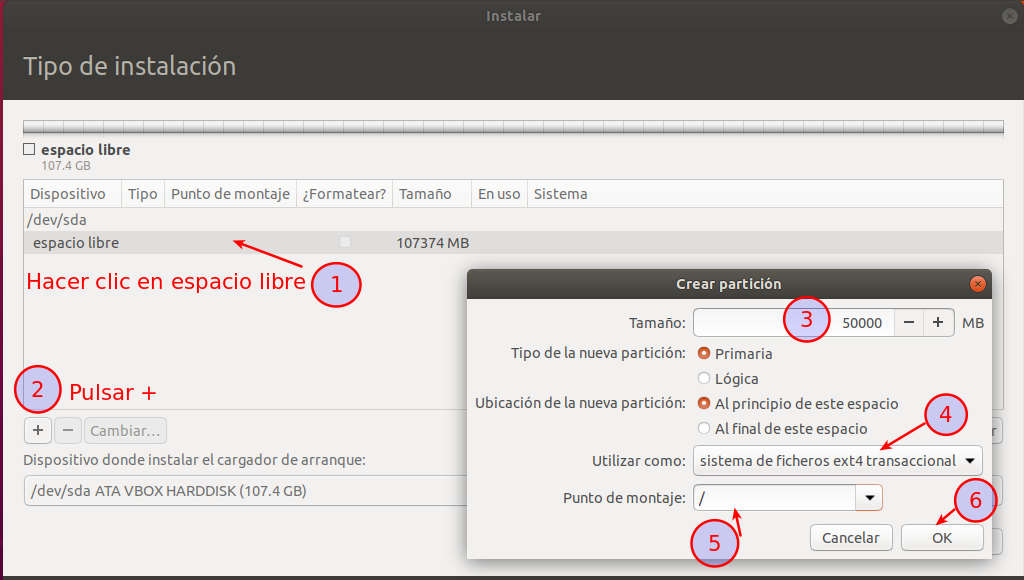 Instalar
Tipo de instalación
espacio libre
107.4 GB
Dispositivo Tipo Punto de montaje ¿Formatear? Tamaño En uso Sistema
/dev/sda
espacio libre 107374 MB
Hacer clic en espacio libre 1
Crear partición
Tamaño: 3 50000 − + MB
Tipo de la nueva partición: Primaria
Lógica
2 Pulsar +
Ubicación de la nueva partición: Al principio de este espacio
4
Al final de este espacio
+ − Cambiar... r
Dispositivo donde instalar el cargador de arranque:
Utilizar como: sistema de ficheros ext4 transaccional
/dev/sda ATA VBOX HARDDISK (107.4 GB)
Punto de montaje: /
6
5
Cancelar OK